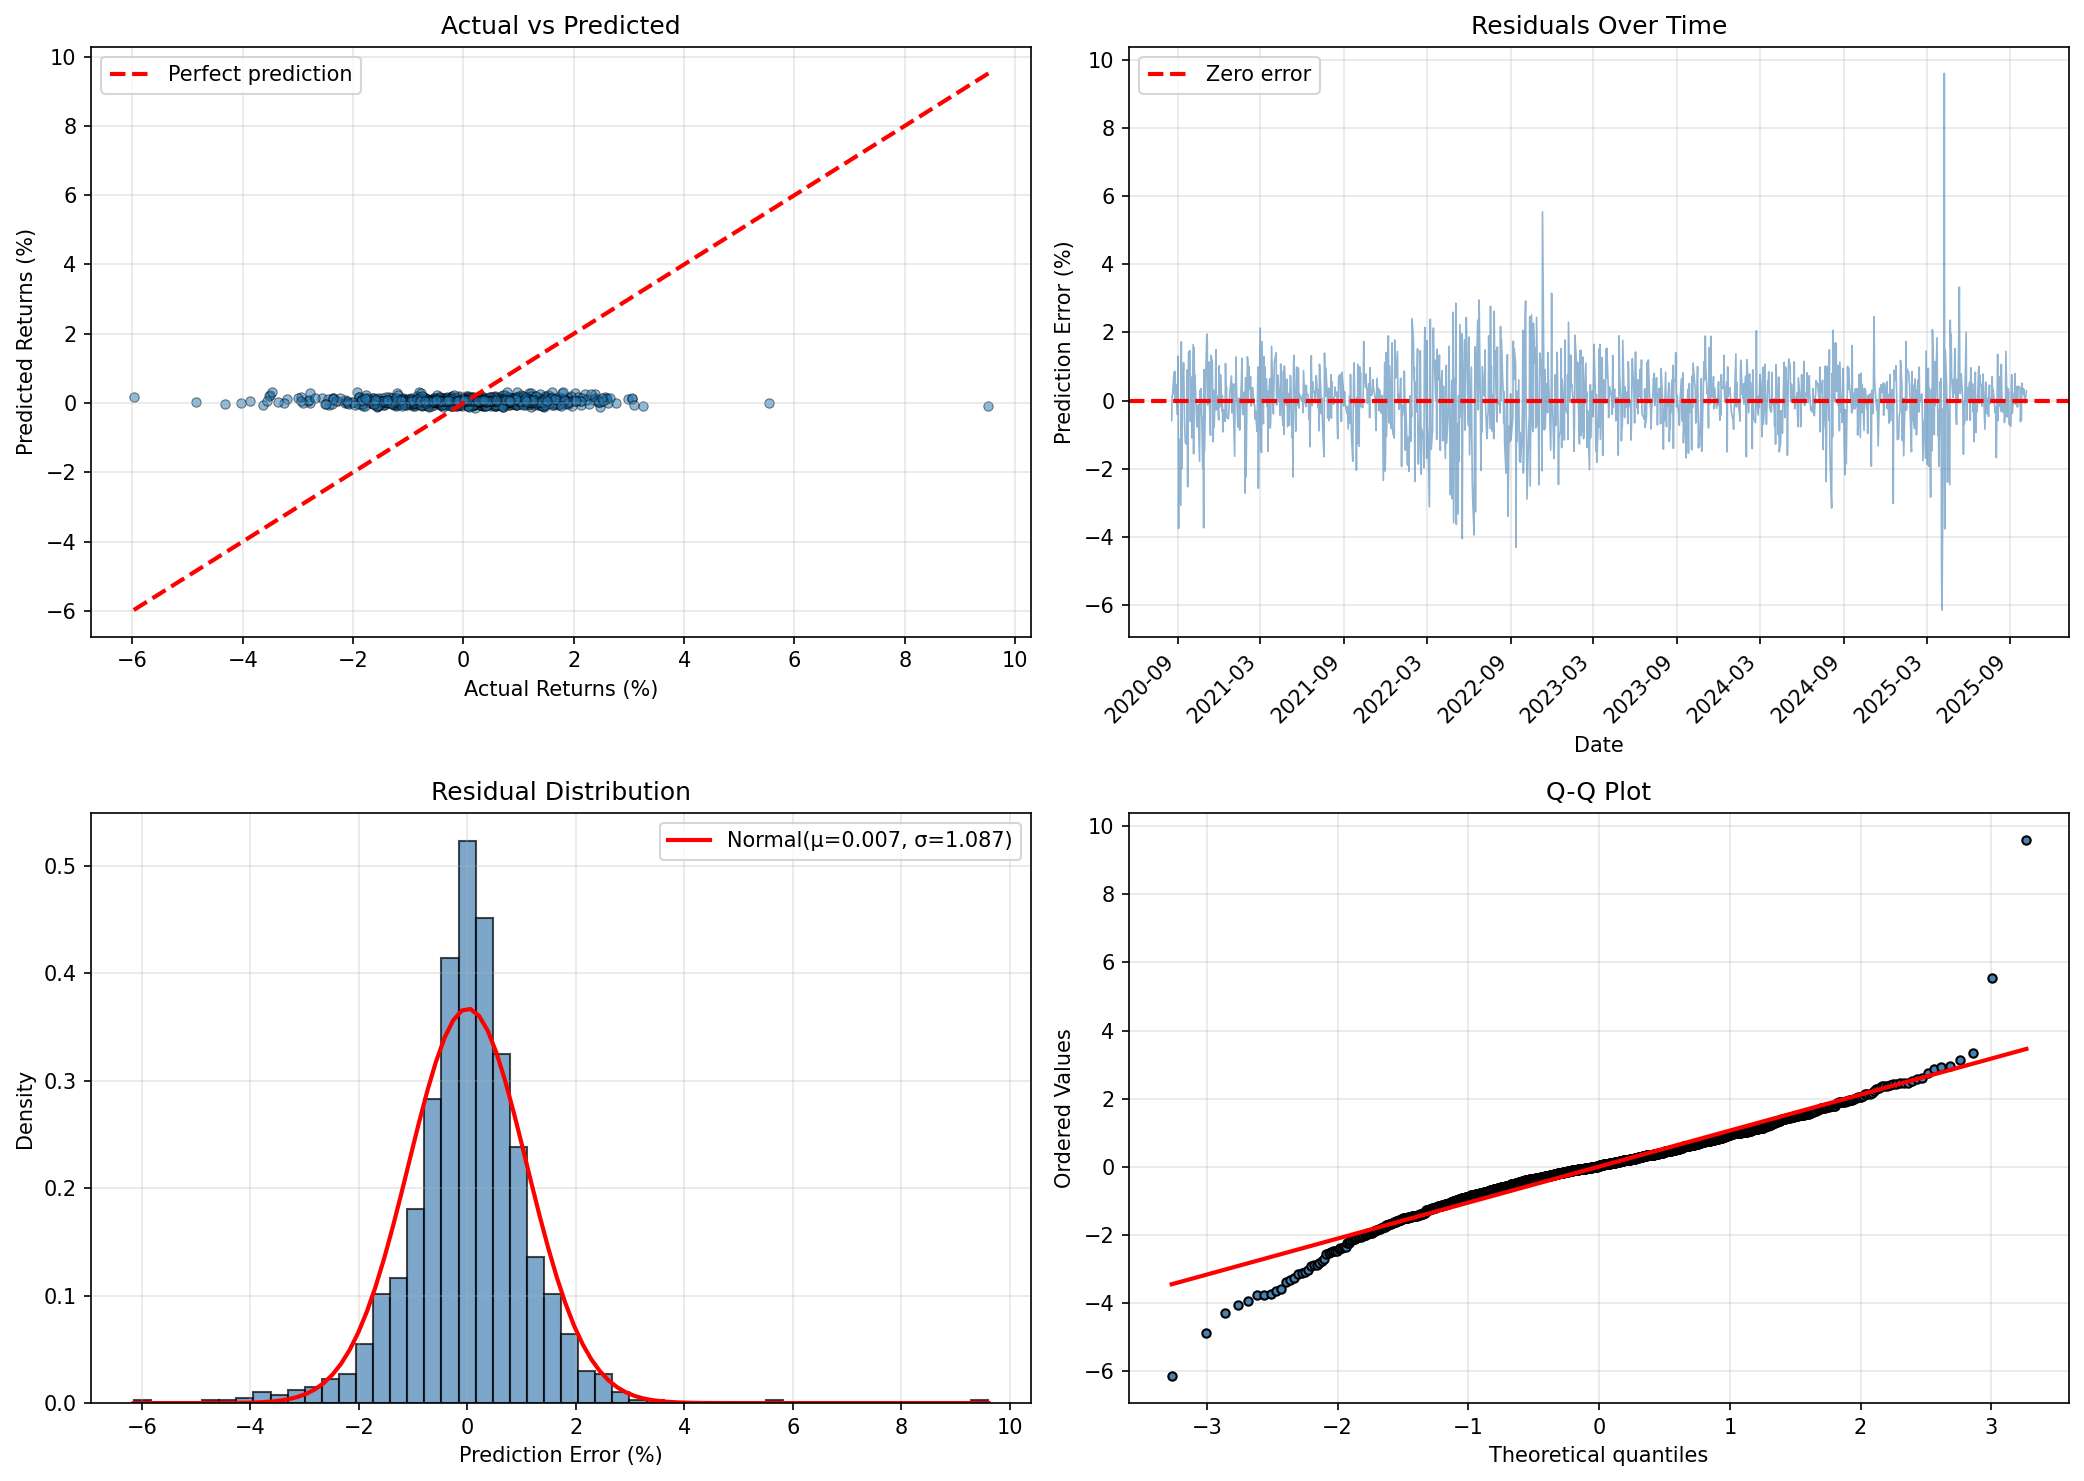 Actual vs Predicted
Perfect prediction
Predicted Returns (%)
10
8
6
4
2
0
−2
−4
−6
−6 −4 −2 0 2 4 6 8 10
Actual Returns (%)
Residuals Over Time
Zero error
Prediction Error (%)
10
8
6
4
2
0
−2
−4
−6
2020-09 2021-03 2021-09 2022-03 2022-09 2023-03 2023-09 2024-03 2024-09 2025-03 2025-09
Date
Residual Distribution
Normal(μ=0.007, σ=1.087)
Density
0.5
0.4
0.3
0.2
0.1
0.0
−6 −4 −2 0 2 4 6 8 10
Prediction Error (%)
Q-Q Plot
Ordered Values
10
8
6
4
2
0
−2
−4
−6
−3 −2 −1 0 1 2 3
Theoretical quantiles